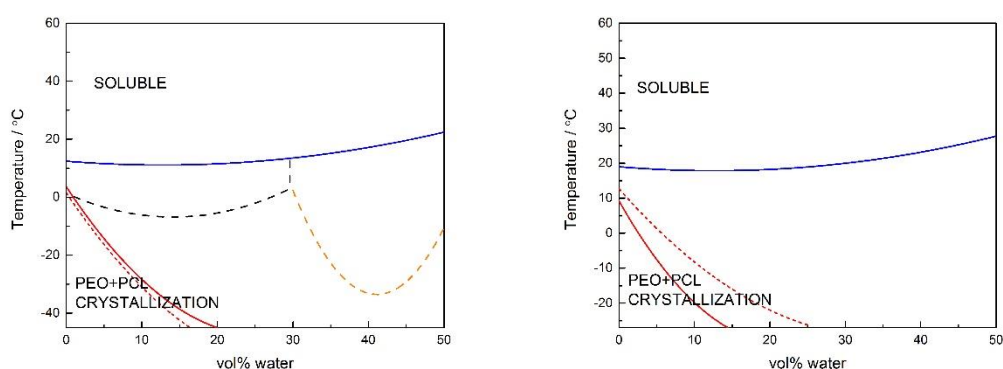 60
40
20
0
-20
-40
Temperature / °C
SOLUBLE
PEO+PCL
CRYSTALLIZATION
0 10 20 30 40 50
vol% water
60
50
40
30
20
10
0
-10
-20
Temperature / °C
SOLUBLE
PEO+PCL
CRYSTALLIZATION
0 10 20 30 40 50
vol% water